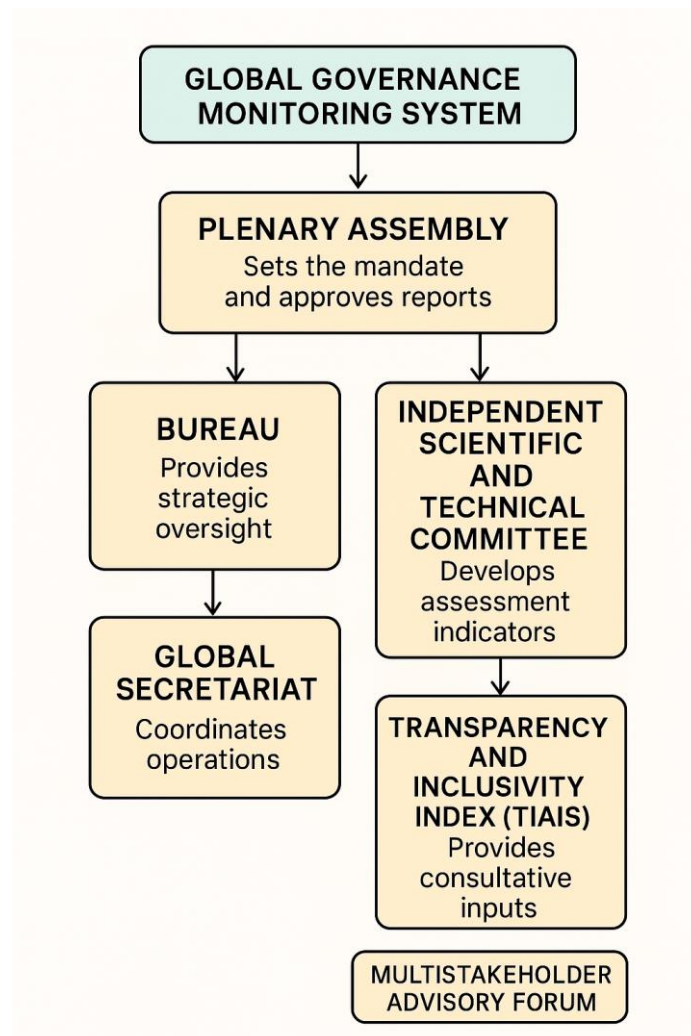 GLOBAL GOVERNANCE
MONITORING SYSTEM
PLENARY ASSEMBLY
Sets the mandate
and approves reports
BUREAU
Provides
strategic
oversight
GLOBAL
SECRETARIAT
Coordinates
operations
INDEPENDENT
SCIENTIFIC
AND
TECHNICAL
COMMITTEE
Develops
assessment
indicators
TRANSPARENCY
AND
INCLUSIVITY
INDEX (TIAIS)
Provides
consultative
inputs
MULTISTAKEHOLDER
ADVISORY FORUM